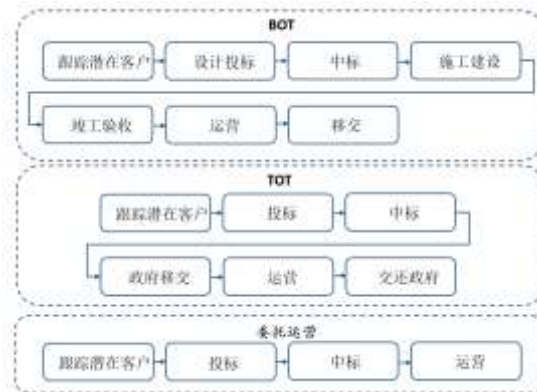 BOT
跟踪潜在客户 设计投标 中标 施工建设
竣工验收 运营 移交
TOT
跟踪潜在客户 投标 中标
政府移交 运营 交还政府
委托运营
跟踪潜在客户 投标 中标 运营